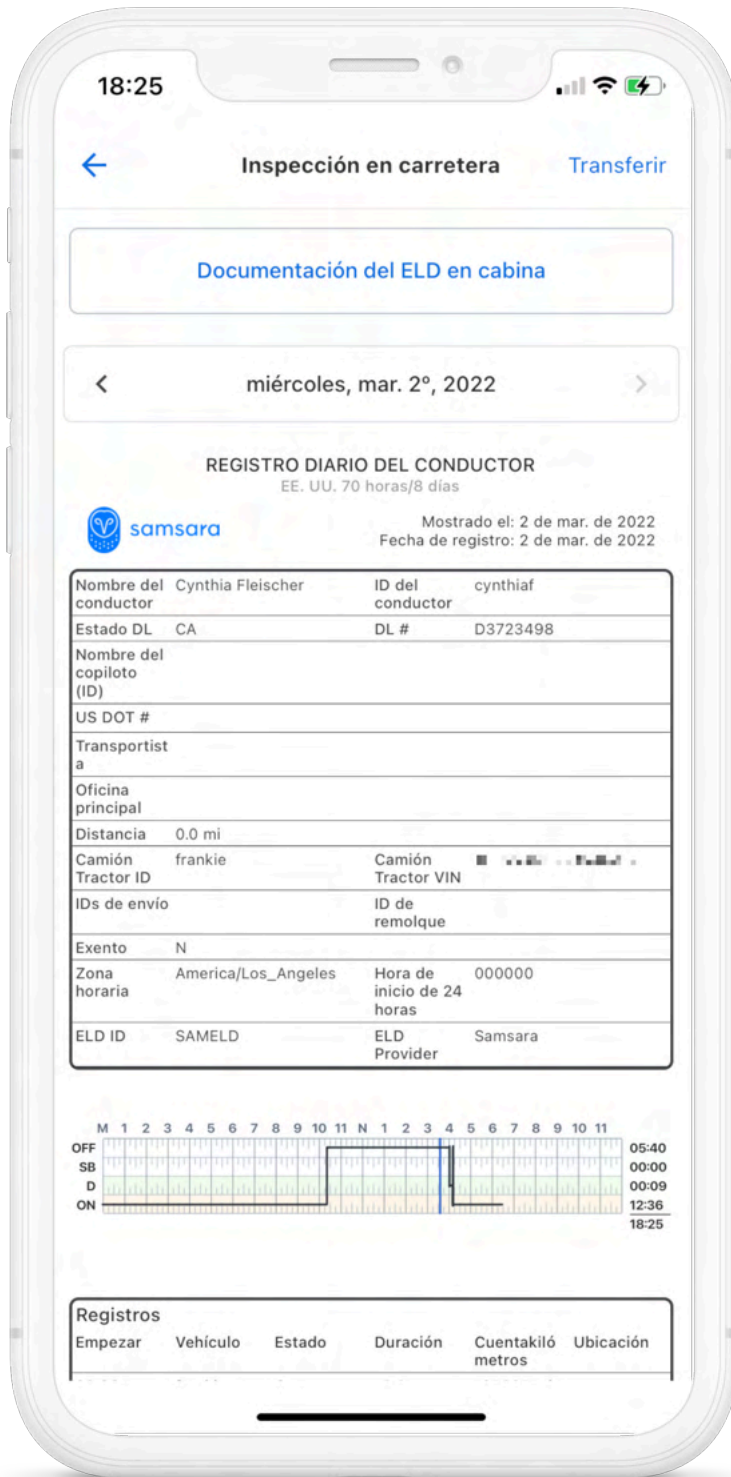 18:25
Inspección en carretera Transferir
Documentación del ELD en cabina
miércoles, mar. 2º, 2022
REGISTRO DIARIO DEL CONDUCTOR
EE. UU. 70 horas/8 días
samsara
Mostrado el: 2 de mar. de 2022
Fecha de registro: 2 de mar. de 2022
Nombre del conductor Cynthia Fleischer ID del conductor cynthiaf
Estado DL CA DL # D3723498
Nombre del
copiloto
(ID)
US DOT #
Transportist
a
Oficina
principal
Distancia 0.0 mi
Camión Tractor ID frankie Camión Tractor VIN
IDs de envío ID de remolque
Exento N
Zona horaria America/Los_Angeles Hora de inicio de 24 horas 000000
ELD ID SAMELD ELD Provider Samsara
M 1 2 3 4 5 6 7 8 9 10 11 N 1 2 3 4 5 6 7 8 9 10 11
OFF 05:40
SB 00:00
D 00:09
ON 12:36
18:25
Registros
Empezar Vehículo Estado Duración Cuentakiló metros Ubicación